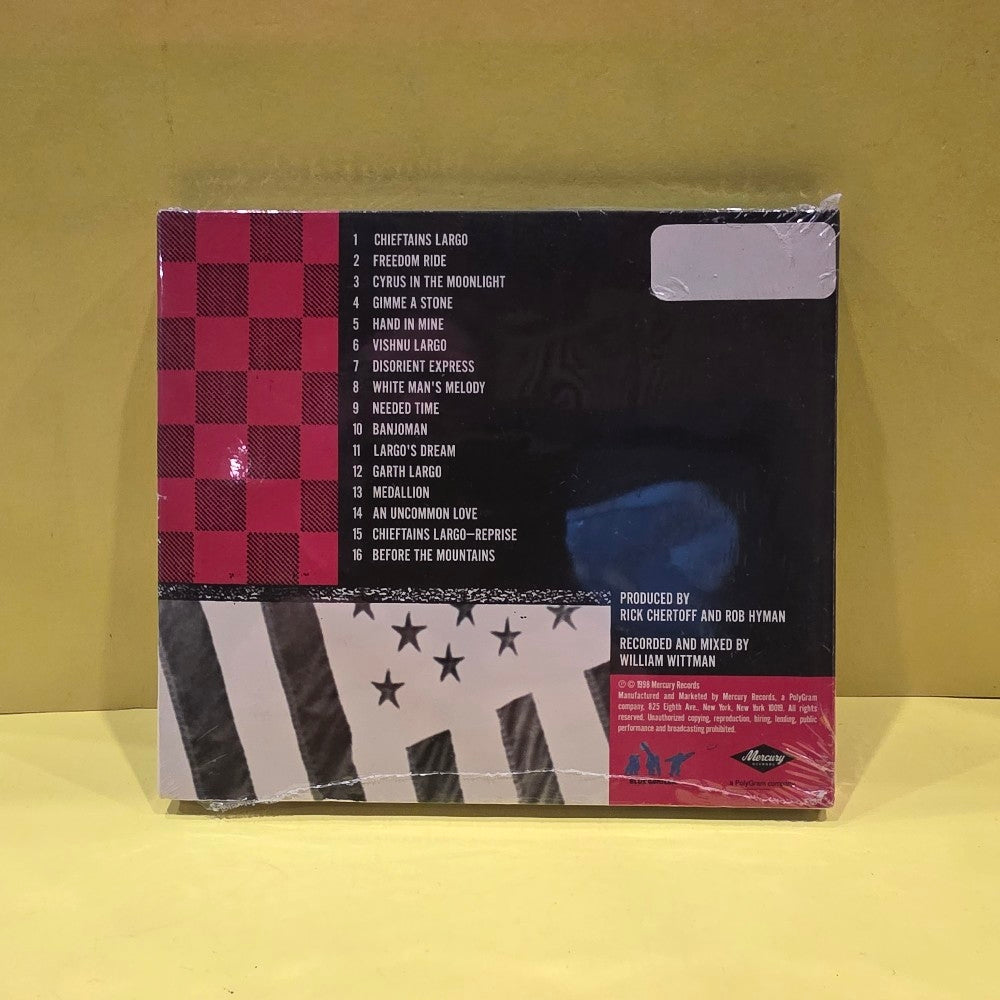 1 CHIEFTAINS LARGO
2 FREEDOM RIDE
3 CYRUS IN THE MOONLIGHT
4 GIMME A STONE
5 HAND IN MINE
6 VISHNU LARGO
7 DISORIENT EXPRESS
8 WHITE MAN'S MELODY
9 NEEDED TIME
10 BANJOMAN
11 LARGO'S DREAM
12 GARTH LARGO
13 MEDALLION
14 AN UNCOMMON LOVE
15 CHIEFTAINS LARGO—REPRISE
16 BEFORE THE MOUNTAINS
PRODUCED BY
RICK CHERTOFF AND ROB HYMAN
RECORDED AND MIXED BY
WILLIAM WITTMAN
℗ © 1998 Mercury Records
Manufactured and Marketed by Mercury Records, a PolyGram
company, 825 Eighth Ave., New York, New York 10019. All rights
reserved. Unauthorized copying, reproduction, hiring, lending, public
performance and broadcasting prohibited.
Mercury
RECORDS
BLUE GORILLA
a PolyGram company